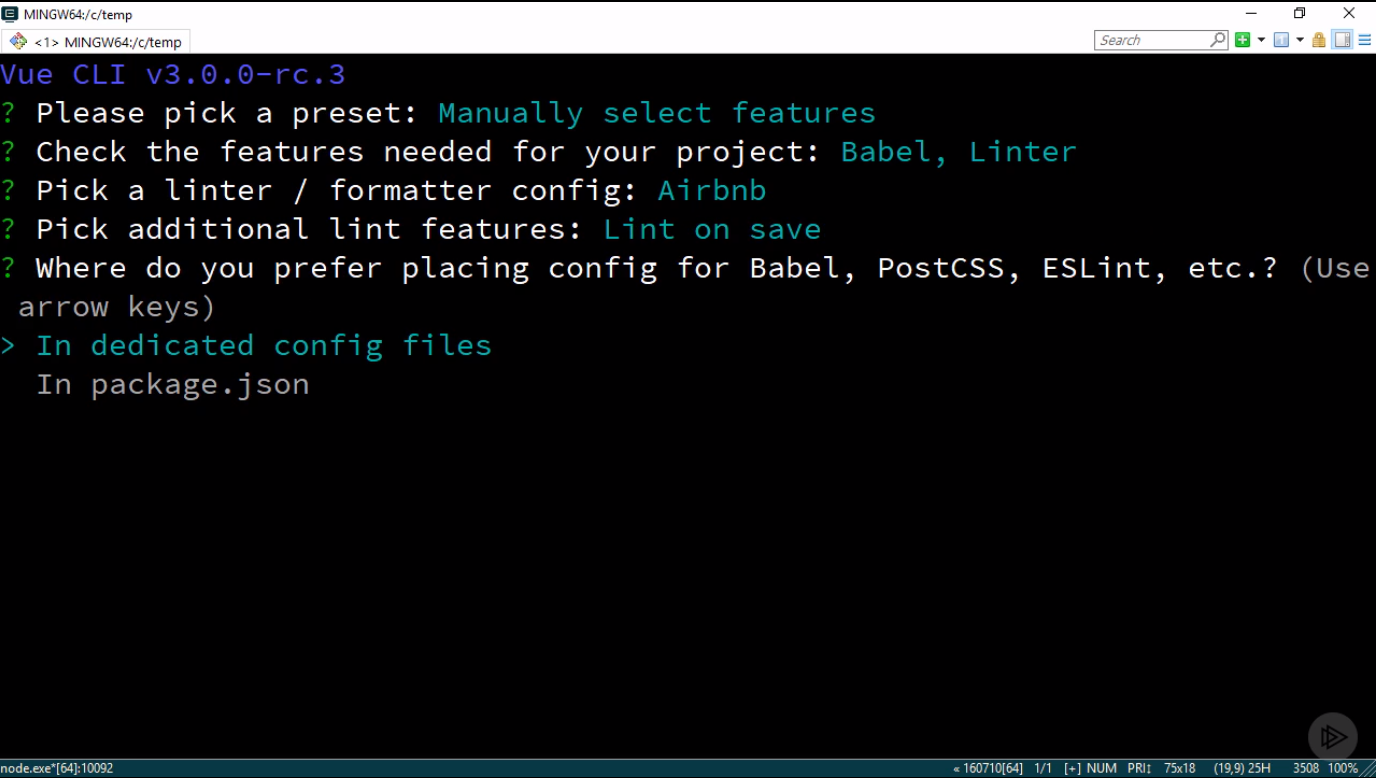 MINGW64:/c/temp
<1> MINGW64:/c/temp
Search
Vue CLI v3.0.0-rc.3
? Please pick a preset: Manually select features
? Check the features needed for your project: Babel, Linter
? Pick a linter / formatter config: Airbnb
? Pick additional lint features: Lint on save
? Where do you prefer placing config for Babel, PostCSS, ESLint, etc.? (Use
arrow keys)
> In dedicated config files
In package.json
node.exe*[64]:10092 « 160710[64] 1/1 [+] NUM PRI↕ 75x18 (19,9) 25H 3508 100%